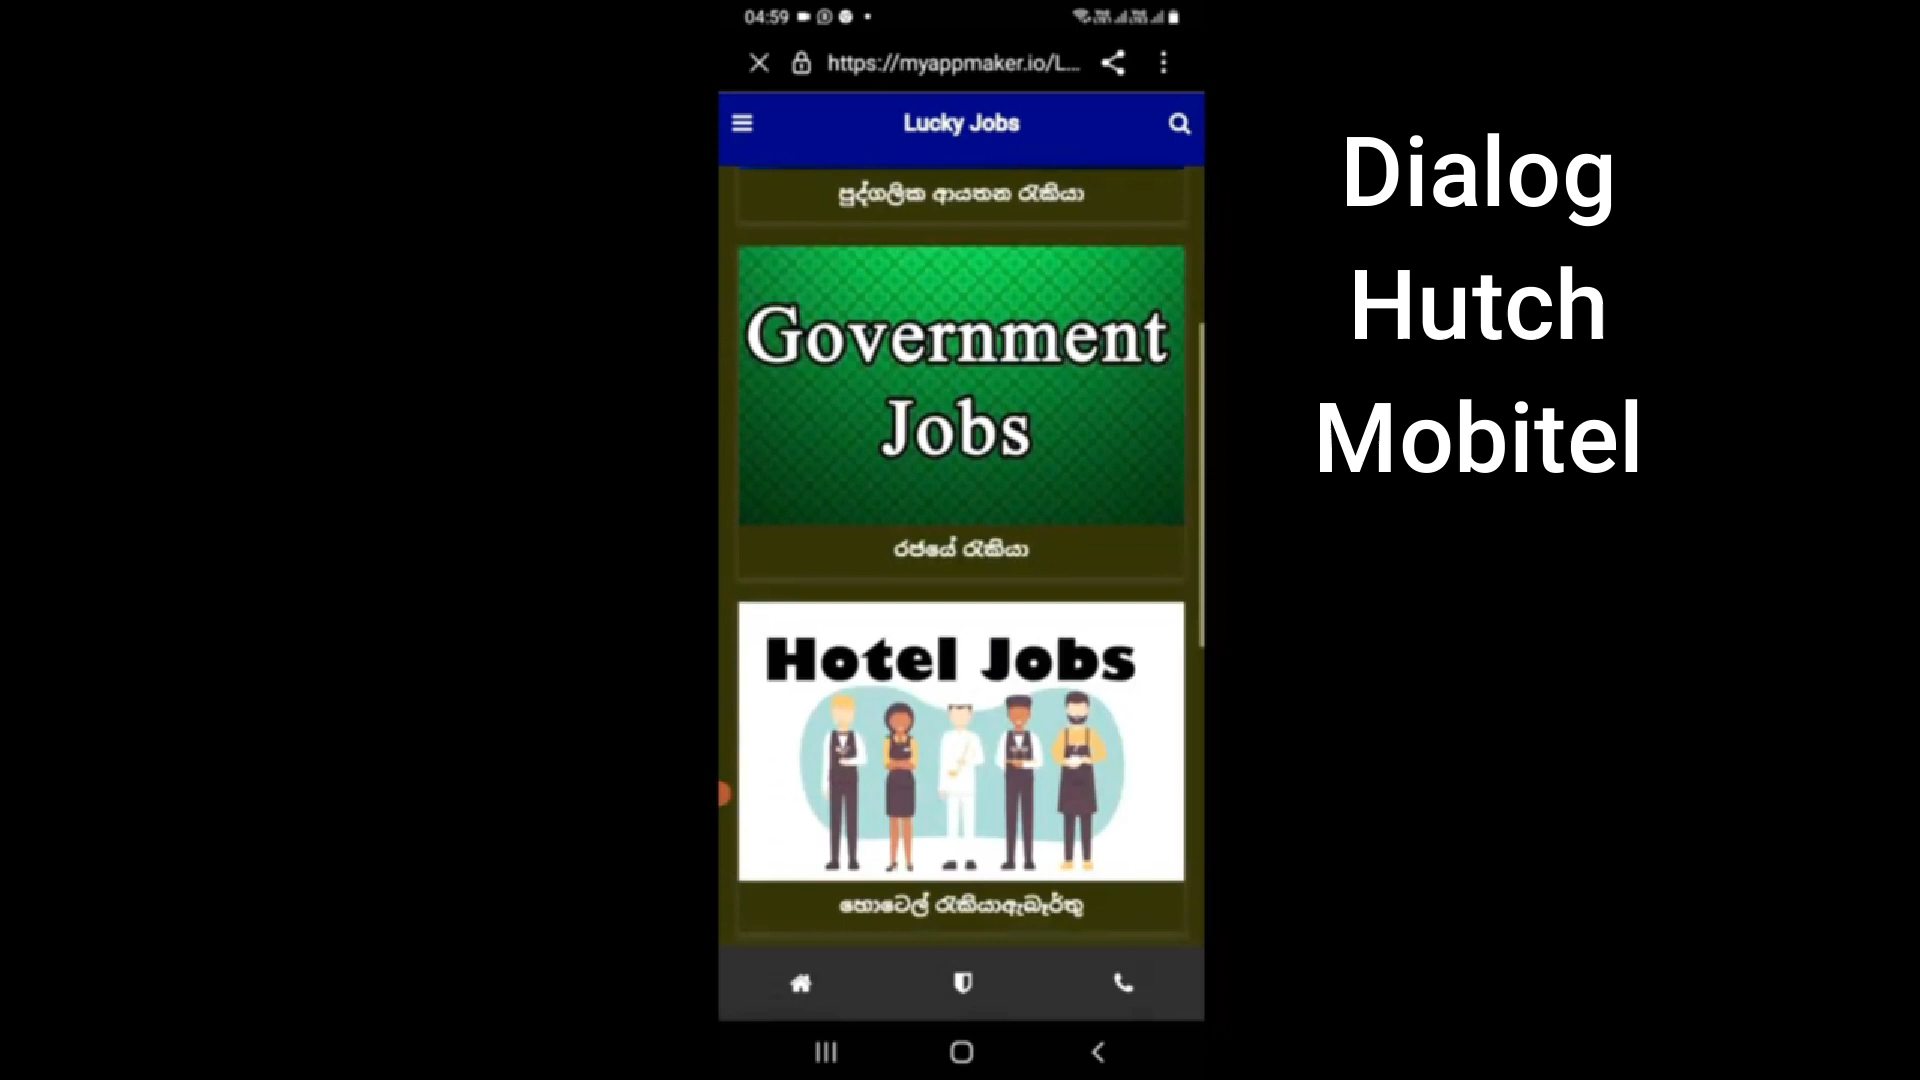 04:59
https://myappmaker.io/L...
Lucky Jobs
පුද්ගලික ආයතන රැකියා
Government
Jobs
රජයේ රැකියා
Hotel Jobs
හොටෙල් රැකියාඇබෑර්තු
Dialog
Hutch
Mobitel